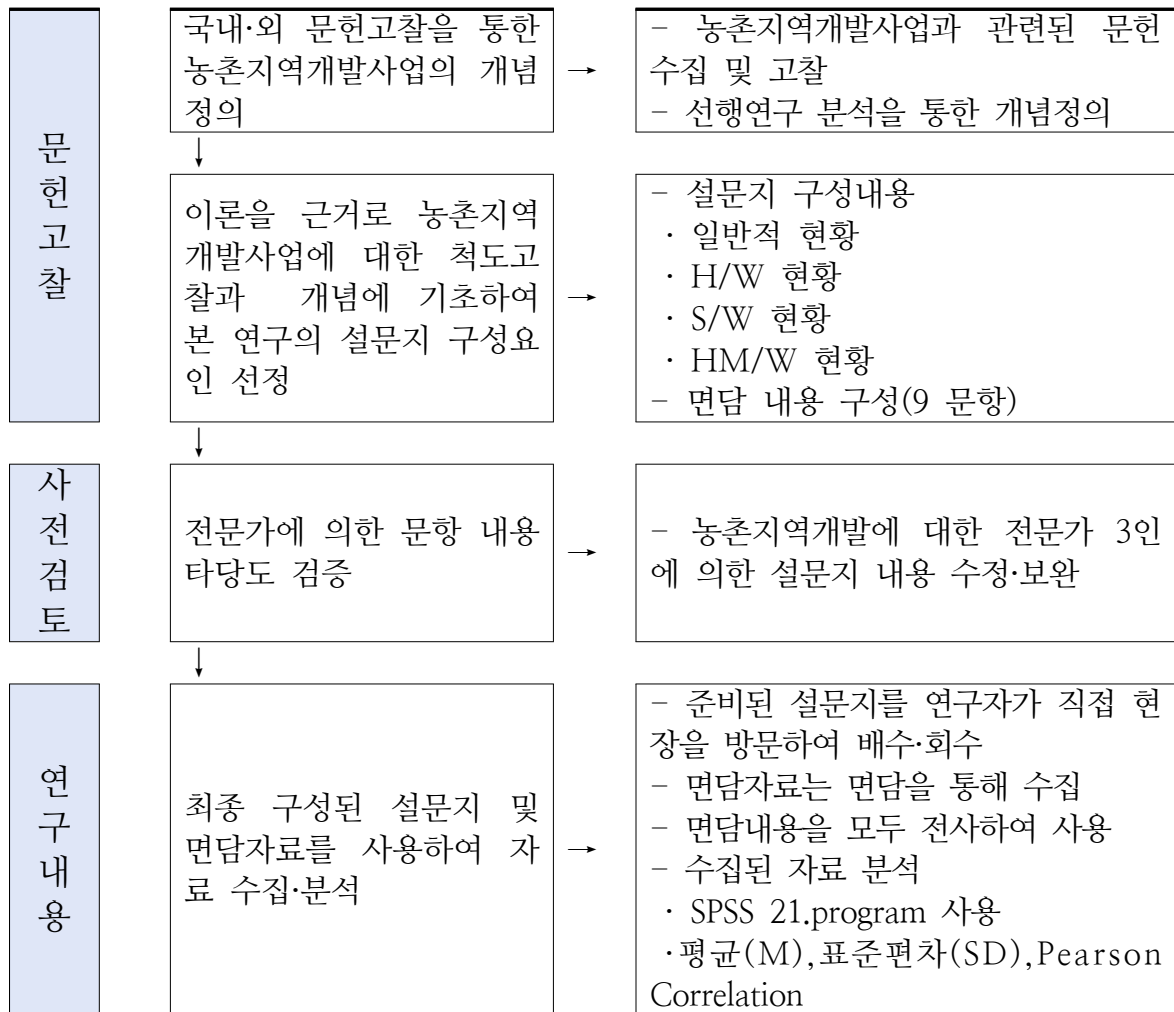 문
헌
고
찰
국내·외 문헌고찰을 통한
농촌지역개발사업의 개념
정의
→
- 농촌지역개발사업과 관련된 문헌
수집 및 고찰
- 선행연구 분석을 통한 개념정의
↓
이론을 근거로 농촌지역
개발사업에 대한 척도고
찰과 개념에 기초하여
본 연구의 설문지 구성요
인 선정
→
- 설문지 구성내용
· 일반적 현황
· H/W 현황
· S/W 현황
· HM/W 현황
- 면담 내용 구성(9 문항)
↓
사
전
검
토
전문가에 의한 문항 내용
타당도 검증
→
- 농촌지역개발에 대한 전문가 3인
에 의한 설문지 내용 수정·보완
↓
연
구
내
용
최종 구성된 설문지 및
면담자료를 사용하여 자
료 수집·분석
→
- 준비된 설문지를 연구자가 직접 현
장을 방문하여 배수·회수
- 면담자료는 면담을 통해 수집
- 면담내용을 모두 전사하여 사용
- 수집된 자료 분석
· SPSS 21.program 사용
·평균(M),표준편차(SD),Pearson
Correlation